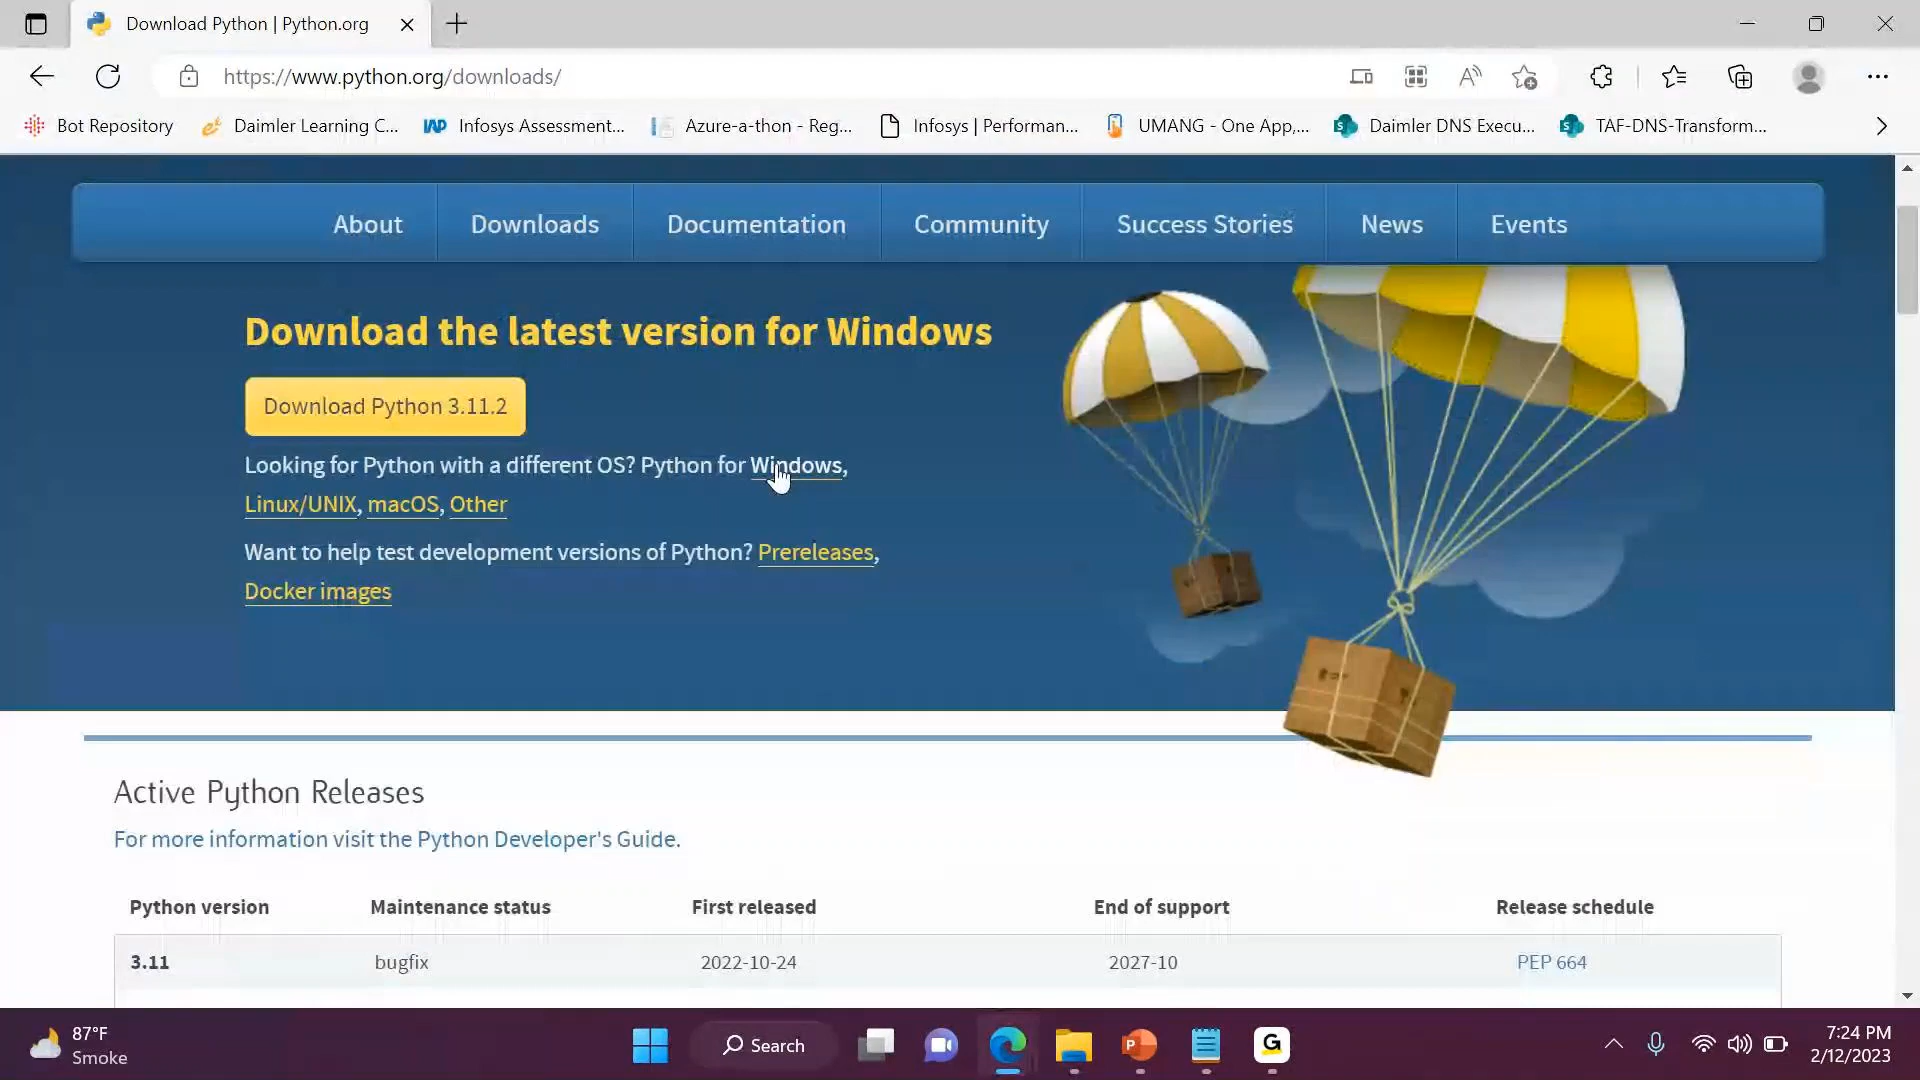 Download Python | Python.org
https://www.python.org/downloads/
Bot Repository
Daimler Learning C...
Infosys Assessment...
Azure-a-thon - Reg...
Infosys | Performan...
UMANG - One App,...
Daimler DNS Execu...
TAF-DNS-Transform...
About
Downloads
Documentation
Community
Success Stories
News
Events
Download the latest version for Windows
Download Python 3.11.2
Looking for Python with a different OS? Python for Windows,
Linux/UNIX, macOS, Other
Want to help test development versions of Python? Prereleases,
Docker images
Active Python Releases
For more information visit the Python Developer's Guide.
Python version Maintenance status First released End of support Release schedule
3.11 bugfix 2022-10-24 2027-10 PEP 664
87°F
Smoke
Search
7:24 PM
2/12/2023